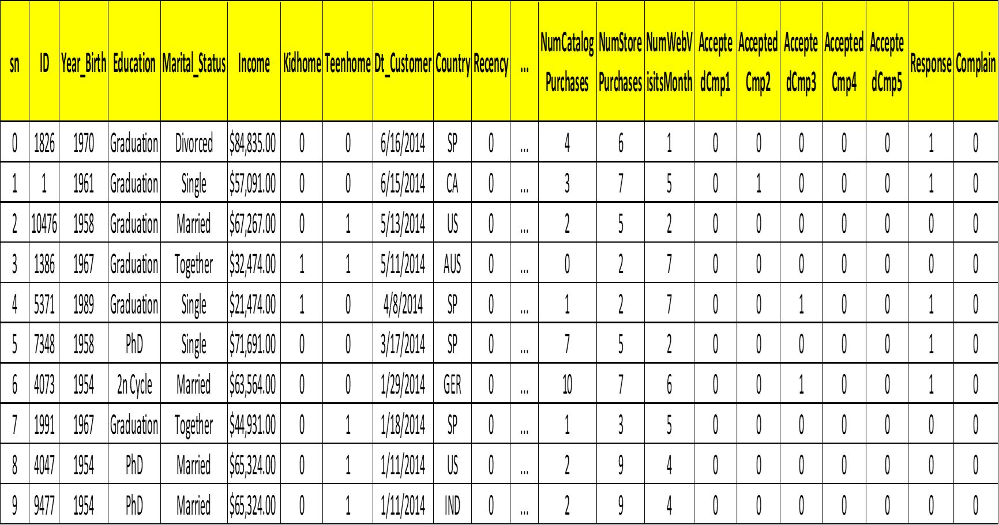 sn ID Year_Birth Education Marital_Status Income Kidhome Teenhome Dt_Customer Country Recency ... NumCatalog Purchases NumStore Purchases NumWebV isitsMonth Accepte dCmp1 Accepted Cmp2 Accepte dCmp3 Accepted Cmp4 Accepte dCmp5 Response Complain
0 1826 1970 Graduation Divorced $84,835.00 0 0 6/16/2014 SP 0 ... 4 6 1 0 0 0 0 0 1 0
1 1 1961 Graduation Single $57,091.00 0 0 6/15/2014 CA 0 ... 3 7 5 0 1 0 0 0 1 0
2 10476 1958 Graduation Married $67,267.00 0 1 5/13/2014 US 0 ... 2 5 2 0 0 0 0 0 0 0
3 1386 1967 Graduation Together $32,474.00 1 1 5/11/2014 AUS 0 ... 0 2 7 0 0 0 0 0 0 0
4 5371 1989 Graduation Single $21,474.00 1 0 4/8/2014 SP 0 ... 1 2 7 0 0 1 0 0 1 0
5 7348 1958 PhD Single $71,691.00 0 0 3/17/2014 SP 0 ... 7 5 2 0 0 0 0 0 1 0
6 4073 1954 2n Cycle Married $63,564.00 0 0 1/29/2014 GER 0 ... 10 7 6 0 0 1 0 0 1 0
7 1991 1967 Graduation Together $44,931.00 0 1 1/18/2014 SP 0 ... 1 3 5 0 0 0 0 0 0 0
8 4047 1954 PhD Married $65,324.00 0 1 1/11/2014 US 0 ... 2 9 4 0 0 0 0 0 0 0
9 9477 1954 PhD Married $65,324.00 0 1 1/11/2014 IND 0 ... 2 9 4 0 0 0 0 0 0 0